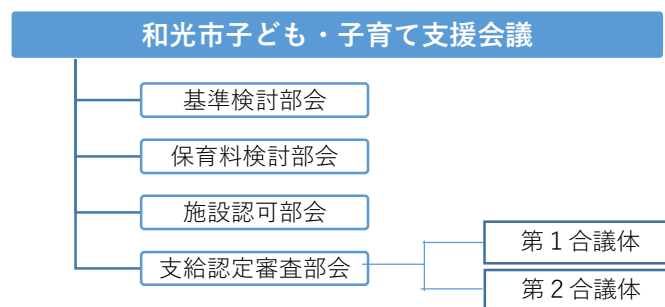 和光市子ども・子育て支援会議
基準検討部会
保育料検討部会
施設認可部会
支給認定審査部会
第１合議体
第２合議体